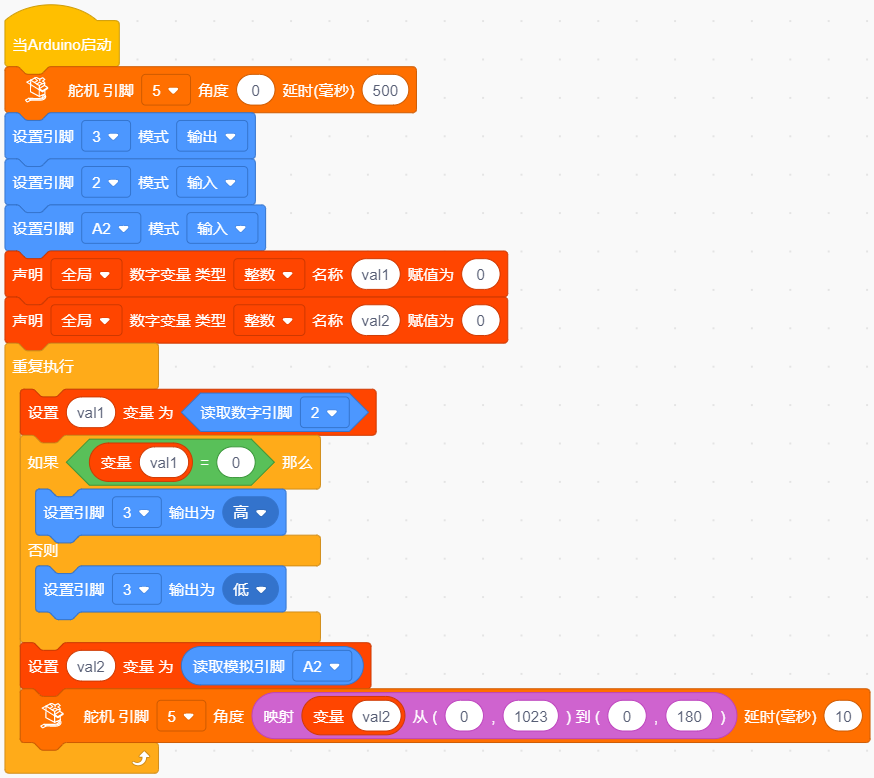 当Arduino启动
舵机 引脚 5 角度 0 延时(毫秒) 500
设置引脚 3 模式 输出
设置引脚 2 模式 输入
设置引脚 A2 模式 输入
声明 全局 数字变量 类型 整数 名称 val1 赋值为 0
声明 全局 数字变量 类型 整数 名称 val2 赋值为 0
重复执行
设置 val1 变量 为 读取数字引脚 2
如果 变量 val1 = 0 那么
设置引脚 3 输出为 高
否则
设置引脚 3 输出为 低
设置 val2 变量 为 读取模拟引脚 A2
舵机 引脚 5 角度 映射 变量 val2 从 ( 0 , 1023 ) 到 ( 0 , 180 ) 延时(毫秒) 10